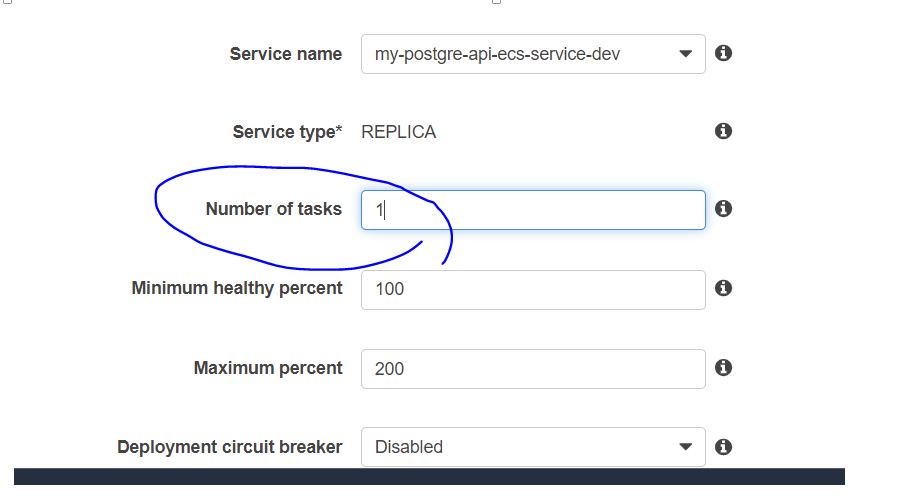 Service name my-postgre-api-ecs-service-dev
Service type* REPLICA
Number of tasks 1
Minimum healthy percent 100
Maximum percent 200
Deployment circuit breaker Disabled